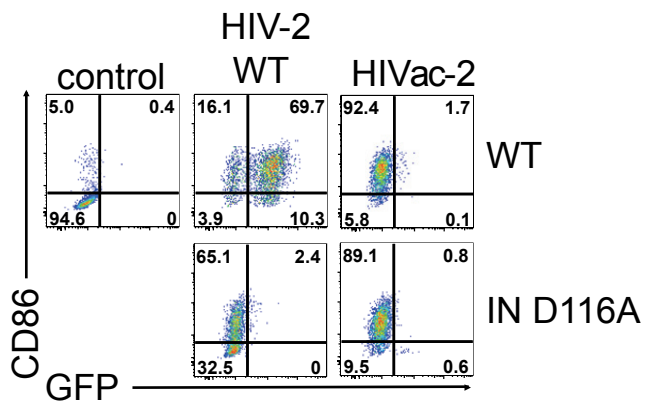 HIV-2
control WT HIVac-2
5.0 0.4 16.1 69.7 92.4 1.7
WT
94.6 0 3.9 10.3 5.8 0.1
65.1 2.4 89.1 0.8
IN D116A
32.5 0 9.5 0.6
CD86
GFP